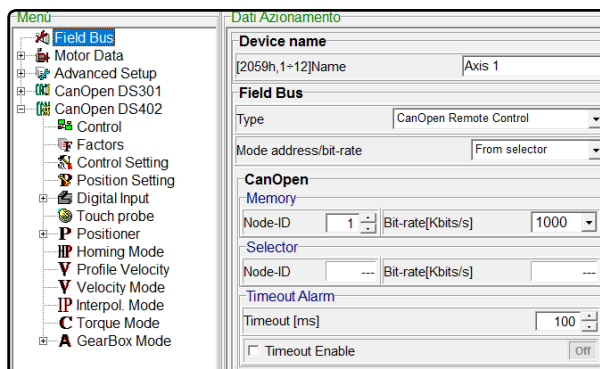 Menù
Field Bus
Motor Data
Advanced Setup
CanOpen DS301
CanOpen DS402
Control
Factors
Control Setting
Position Setting
Digital Input
Touch probe
P Positioner
HP Homing Mode
V Profile Velocity
V Velocity Mode
IP Interpol. Mode
C Torque Mode
A GearBox Mode
Dati Azionamento
Device name
[2059h,1÷12]Name Axis 1
Field Bus
Type CanOpen Remote Control
Mode address/bit-rate From selector
CanOpen
Memory
Node-ID 1 Bit-rate[Kbits/s] 1000
Selector
Node-ID --- Bit-rate[Kbits/s] ---
Timeout Alarm
Timeout [ms] 100
Timeout Enable Off